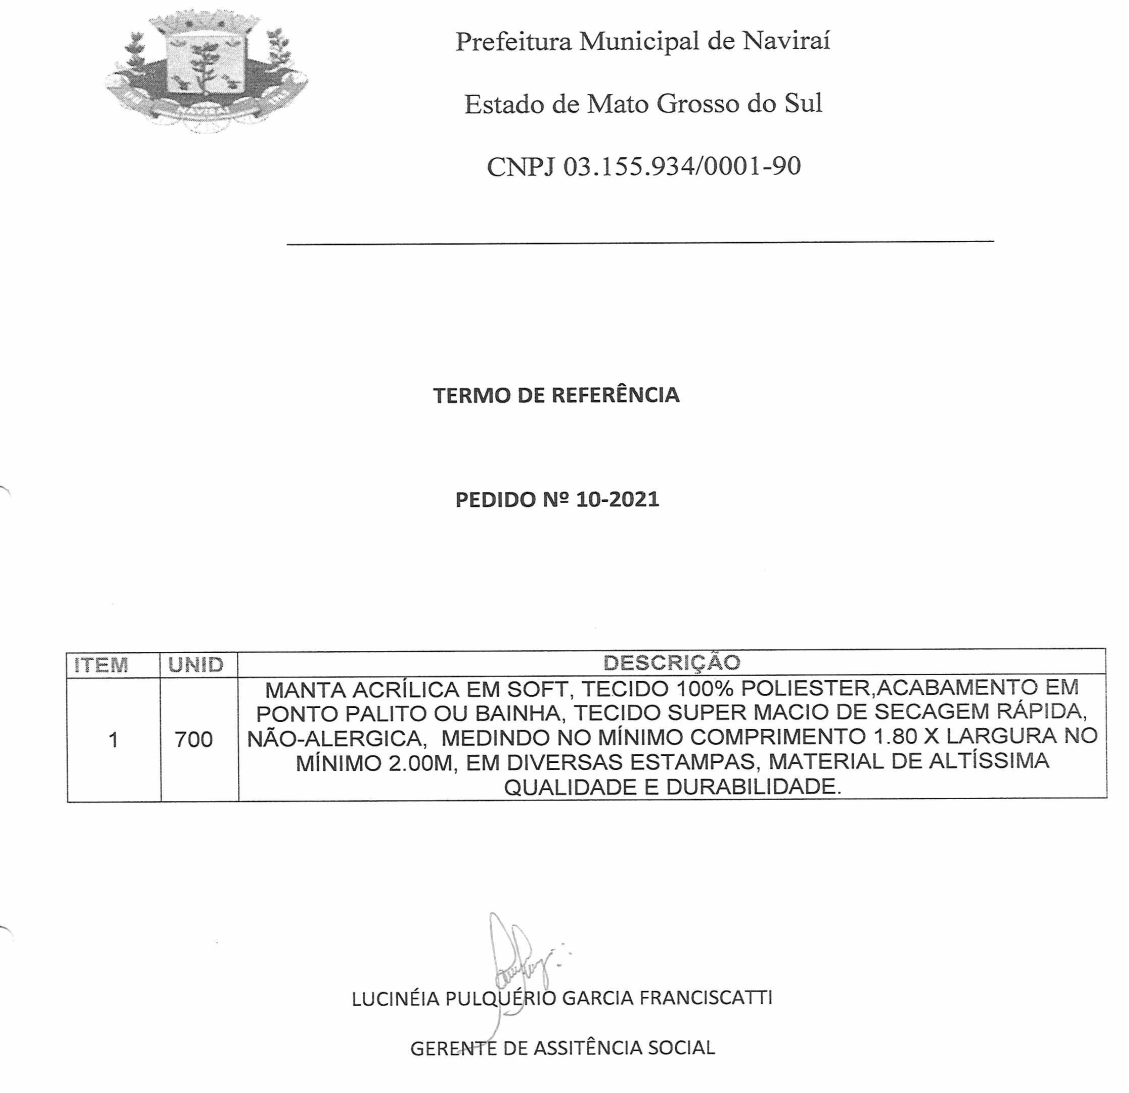 Prefeitura Municipal de Naviraí
Estado de Mato Grosso do Sul
CNPJ 03.155.934/0001-90
TERMO DE REFERÊNCIA
PEDIDO Nº 10-2021
ITEM UNID DESCRIÇÃO
MANTA ACRÍLICA EM SOFT, TECIDO 100% POLIESTER,ACABAMENTO EM
PONTO PALITO OU BAINHA, TECIDO SUPER MACIO DE SECAGEM RÁPIDA,
1 700 NÃO-ALERGICA, MEDINDO NO MÍNIMO COMPRIMENTO 1.80 X LARGURA NO
MÍNIMO 2.00M, EM DIVERSAS ESTAMPAS, MATERIAL DE ALTÍSSIMA
QUALIDADE E DURABILIDADE.
LUCINÉIA PULQUÉRIO GARCIA FRANCISCATTI
GERENTE DE ASSITÊNCIA SOCIAL